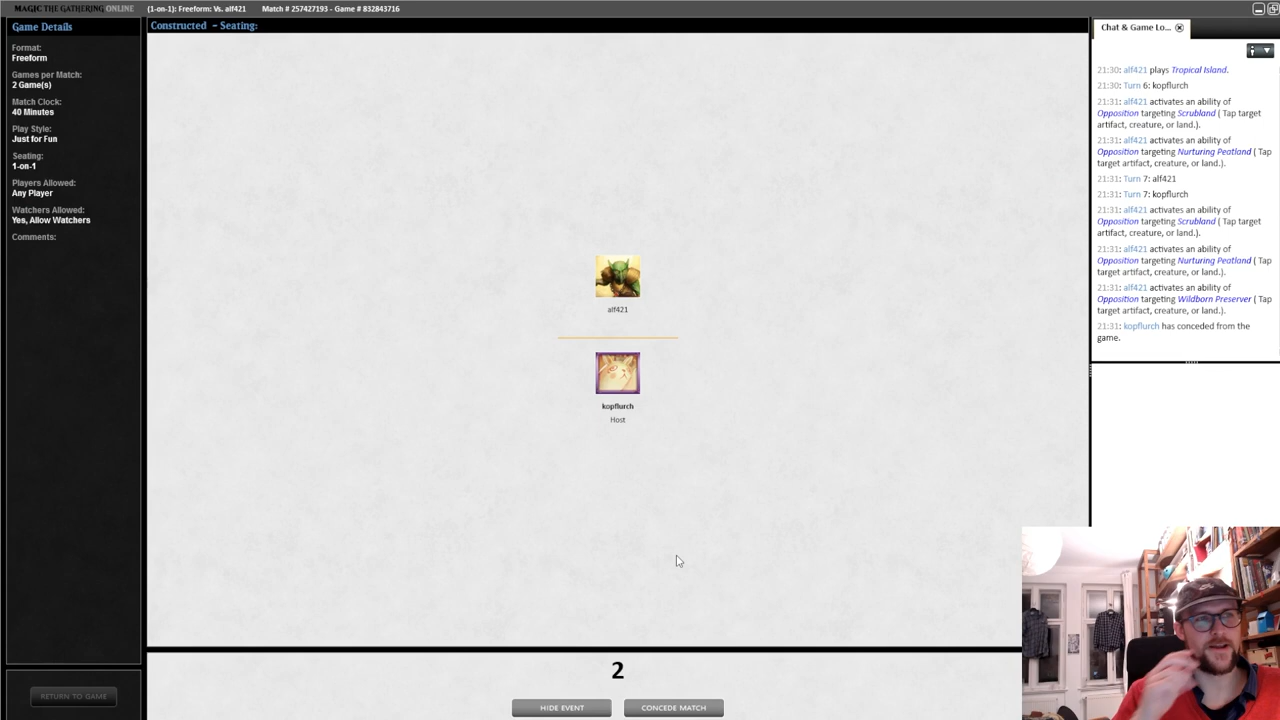 MAGIC THE GATHERING ONLINE (1-on-1): Freeform: Vs. alf421 Match # 257427193 - Game # 832843716
Game Details
Format:
Freeform
Games per Match:
2 Game(s)
Match Clock:
40 Minutes
Play Style:
Just for Fun
Seating:
1-on-1
Players Allowed:
Any Player
Watchers Allowed:
Yes, Allow Watchers
Comments:
RETURN TO GAME
Constructed - Seating:
alf421
kopflurch
Host
2
HIDE EVENT
CONCEDE MATCH
Chat & Game Lo...
21:30: alf421 plays Tropical Island.
21:30: Turn 6: kopflurch
21:31: alf421 activates an ability of
Opposition targeting Scrubland ( Tap target
artifact, creature, or land.).
21:31: alf421 activates an ability of
Opposition targeting Nurturing Peatland ( Tap
target artifact, creature, or land.).
21:31: Turn 7: alf421
21:31: Turn 7: kopflurch
21:31: alf421 activates an ability of
Opposition targeting Scrubland ( Tap target
artifact, creature, or land.).
21:31: alf421 activates an ability of
Opposition targeting Nurturing Peatland ( Tap
target artifact, creature, or land.).
21:31: alf421 activates an ability of
Opposition targeting Wildborn Preserver ( Tap
target artifact, creature, or land.).
21:31: kopflurch has conceded from the
game.